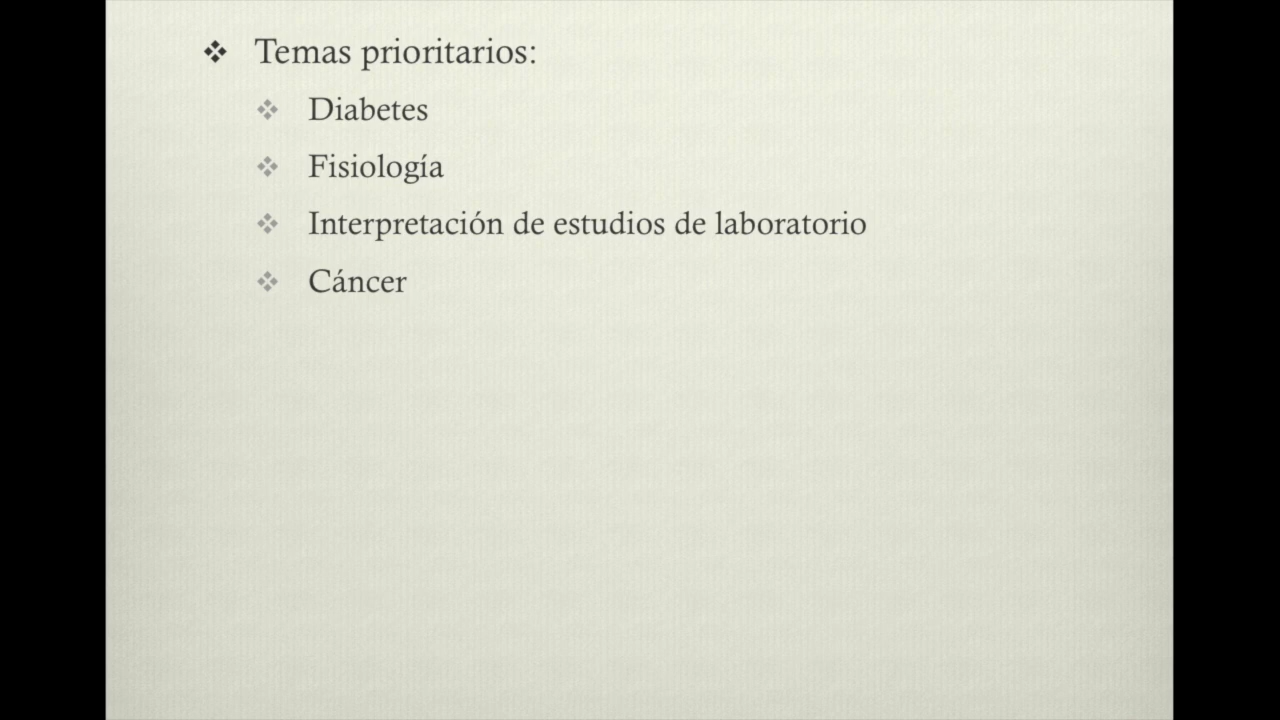 Temas prioritarios:
Diabetes
Fisiología
Interpretación de estudios de laboratorio
Cáncer